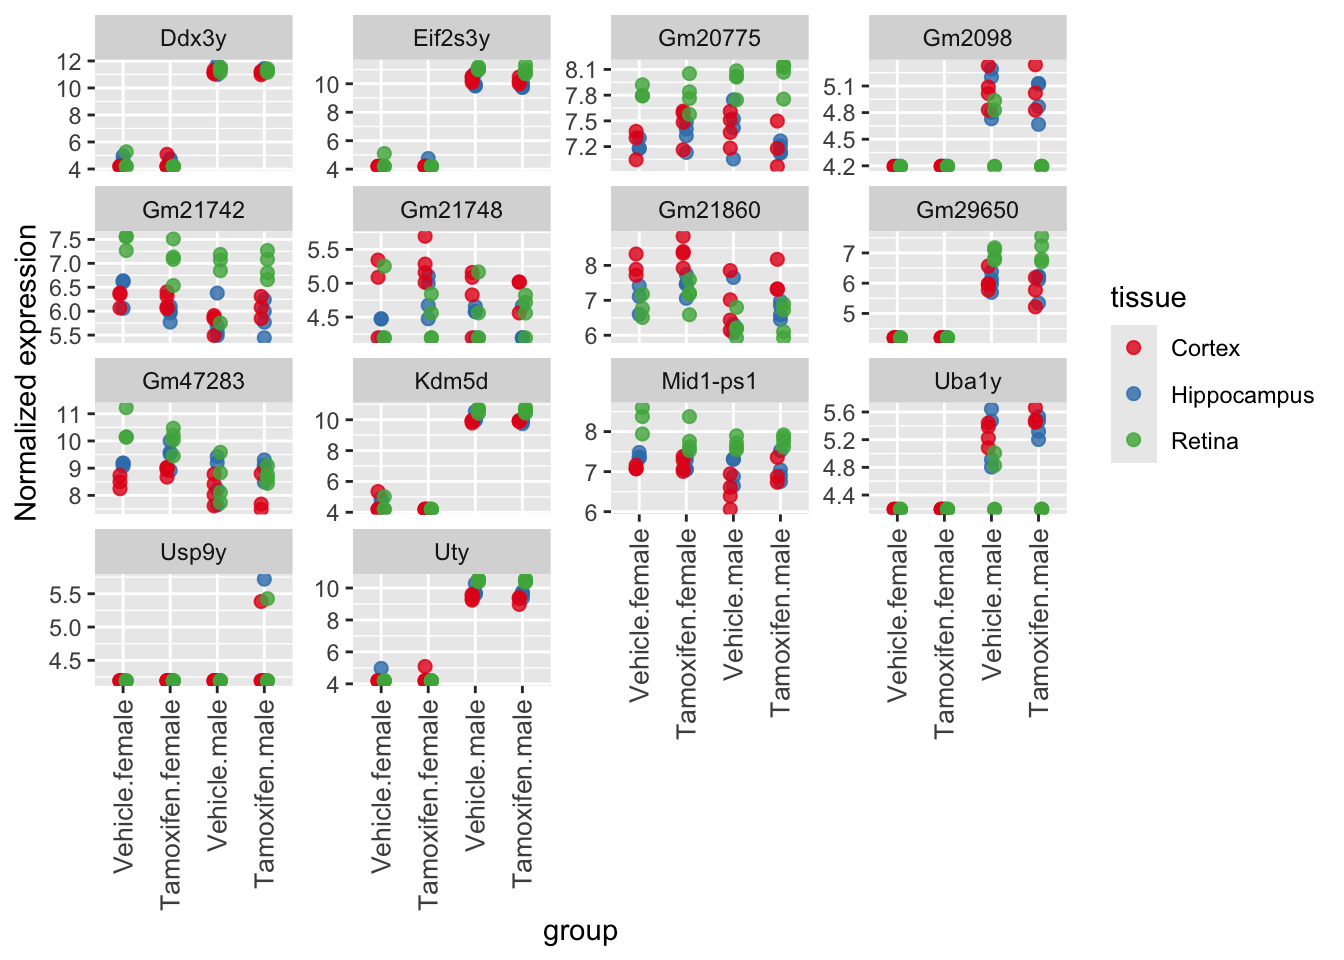 Ddx3y
Eif2s3y
Gm20775
Gm2098
12
10
8
6
4
10
8
6
4
8.1
7.8
7.5
7.2
5.1
4.8
4.5
4.2
Gm21742
Gm21748
Gm21860
Gm29650
7.5
7.0
6.5
6.0
5.5
5.5
5.0
4.5
8
7
6
7
6
5
Gm47283
Kdm5d
Mid1-ps1
Uba1y
11
10
9
8
10
8
6
4
8
7
6
5.6
5.2
4.8
4.4
Usp9y
Uty
5.5
5.0
4.5
10
8
6
4
Vehicle.female
Tamoxifen.female
Vehicle.male
Tamoxifen.male
Vehicle.female
Tamoxifen.female
Vehicle.male
Tamoxifen.male
Vehicle.female
Tamoxifen.female
Vehicle.male
Tamoxifen.male
Vehicle.female
Tamoxifen.female
Vehicle.male
Tamoxifen.male
Normalized expression
group
tissue
Cortex
Hippocampus
Retina